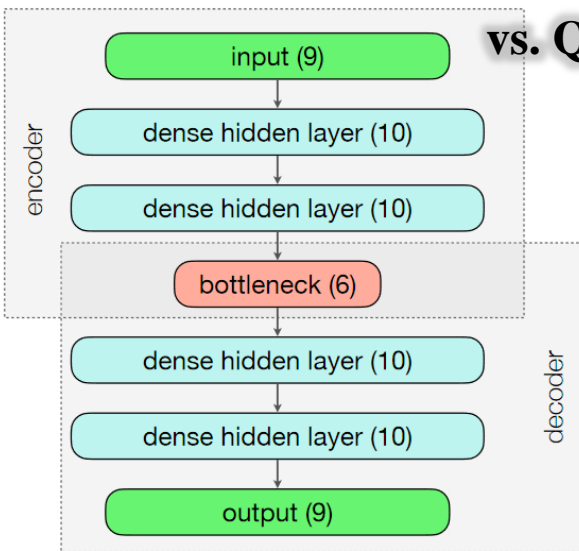 vs. Q
input (9)
dense hidden layer (10)
dense hidden layer (10)
encoder
bottleneck (6)
dense hidden layer (10)
dense hidden layer (10)
decoder
output (9)